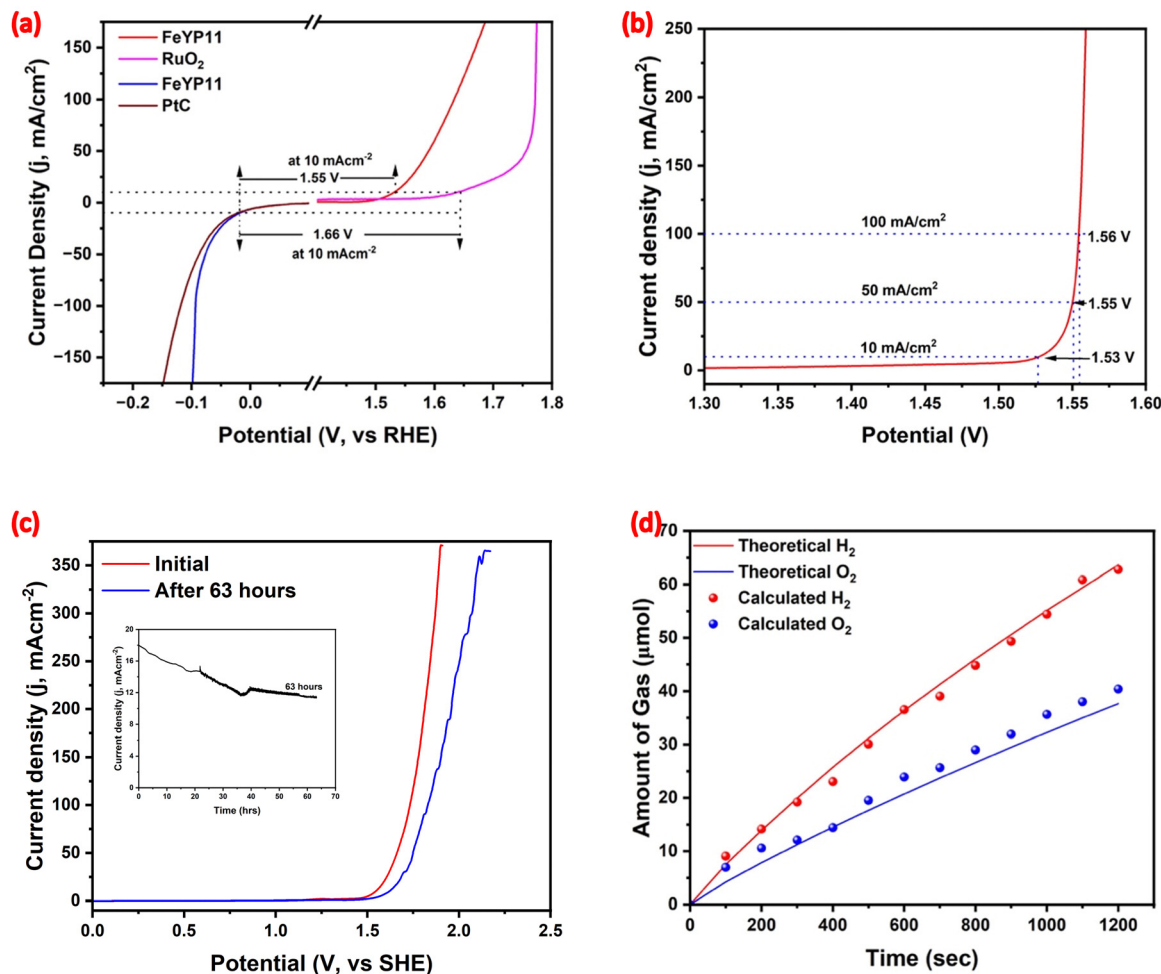 (a)
FeYP11
RuO₂
FeYP11
PtC
at 10 mAcm⁻²
1.55 V
1.66 V
at 10 mAcm⁻²
Current Density (j, mA/cm²)
150
100
50
0
−50
−100
−150
−0.2 −0.1 0.0 1.5 1.6 1.7 1.8
Potential (V, vs RHE)
(b)
Current density (j, mA/cm²)
250
200
150
100
50
0
100 mA/cm²
1.56 V
50 mA/cm²
1.55 V
10 mA/cm²
1.53 V
1.30 1.35 1.40 1.45 1.50 1.55 1.60
Potential (V)
(c)
Initial
After 63 hours
Current density (j, mAcm⁻²)
350
300
250
200
150
100
50
0
Current density (j, mAcm⁻²)
20
16
12
8
4
0
63 hours
0 10 20 30 40 50 60 70
Time (hrs)
0.0 0.5 1.0 1.5 2.0 2.5
Potential (V, vs SHE)
(d)
Theoretical H₂
Theoretical O₂
Calculated H₂
Calculated O₂
Amount of Gas (μmol)
70
60
50
40
30
20
10
0
0 200 400 600 800 1000 1200
Time (sec)